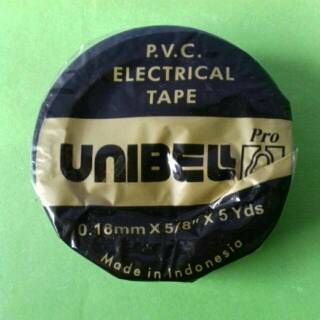 P.V.C.
ELECTRICAL
TAPE
Pro
UNIBELL
0.18mm X 5/8" X 5 Yds
Made in Indonesia